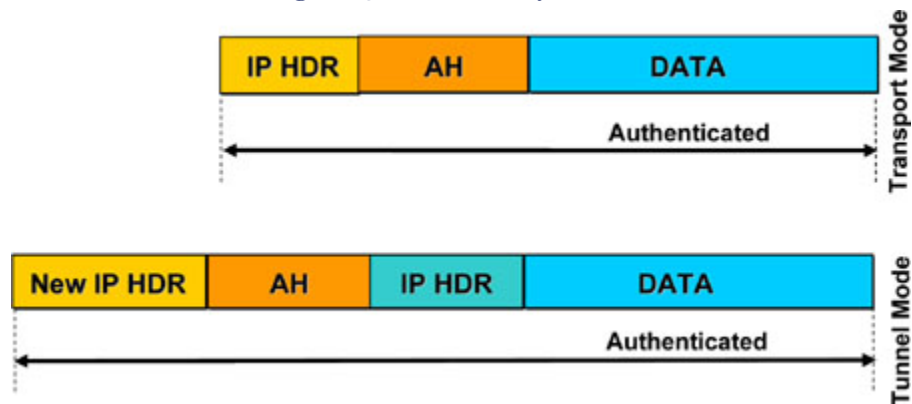 IP HDR AH DATA
Authenticated
Transport Mode
New IP HDR AH IP HDR DATA
Authenticated
Tunnel Mode